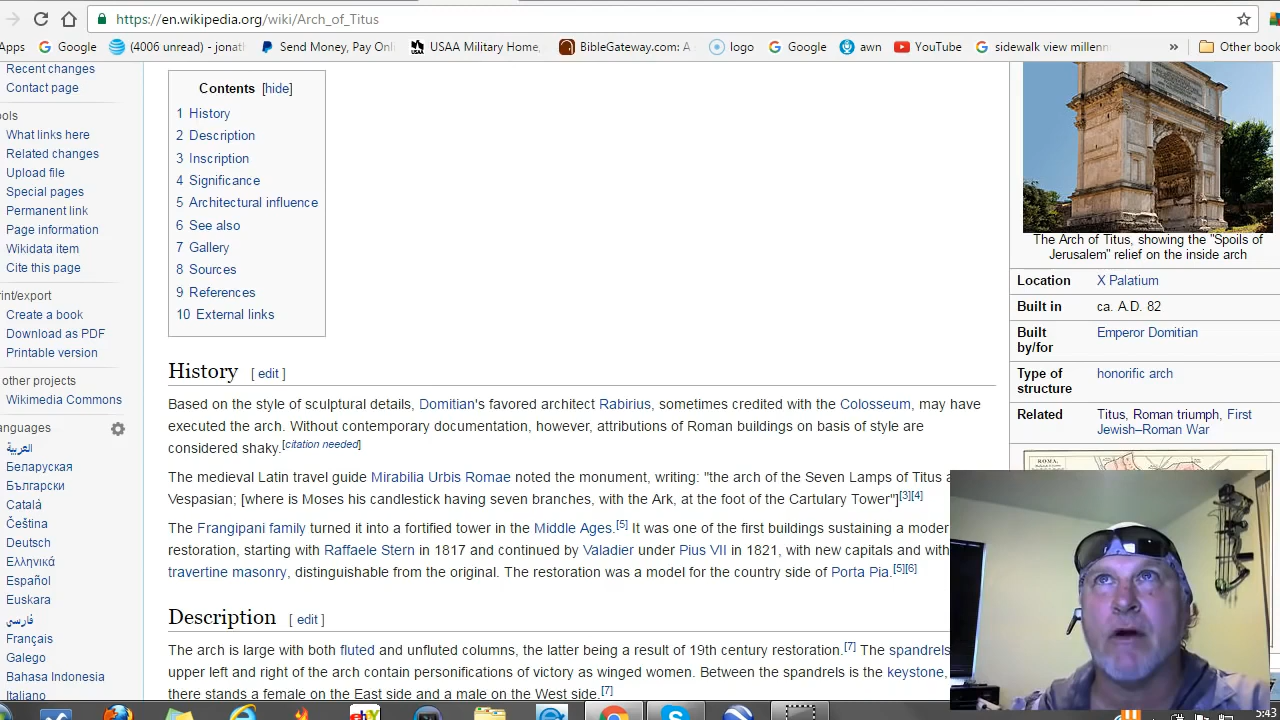 https://en.wikipedia.org/wiki/Arch_of_Titus
Apps Google (4006 unread) - jonat Send Money, Pay Onli USAA Military Home, BibleGateway.com: A logo Google awn YouTube sidewalk view millenn » Other book
Recent changes
Contact page
ools
What links here
Related changes
Upload file
Special pages
Permanent link
Page information
Wikidata item
Cite this page
rint/export
Create a book
Download as PDF
Printable version
other projects
Wikimedia Commons
anguages
العربية
Беларуская
Български
Català
Čeština
Deutsch
Ελληνικά
Español
Euskara
فارسی
Français
Galego
Bahasa Indonesia
Italiano
Contents [hide]
1 History
2 Description
3 Inscription
4 Significance
5 Architectural influence
6 See also
7 Gallery
8 Sources
9 References
10 External links
History [ edit ]
Based on the style of sculptural details, Domitian's favored architect Rabirius, sometimes credited with the Colosseum, may have
executed the arch. Without contemporary documentation, however, attributions of Roman buildings on basis of style are
considered shaky.[citation needed]
The medieval Latin travel guide Mirabilia Urbis Romae noted the monument, writing: "the arch of the Seven Lamps of Titus a
Vespasian; [where is Moses his candlestick having seven branches, with the Ark, at the foot of the Cartulary Tower"][3][4]
The Frangipani family turned it into a fortified tower in the Middle Ages.[5] It was one of the first buildings sustaining a moder
restoration, starting with Raffaele Stern in 1817 and continued by Valadier under Pius VII in 1821, with new capitals and with
travertine masonry, distinguishable from the original. The restoration was a model for the country side of Porta Pia.[5][6]
Description [ edit ]
The arch is large with both fluted and unfluted columns, the latter being a result of 19th century restoration.[7] The spandrels
upper left and right of the arch contain personifications of victory as winged women. Between the spandrels is the keystone,
there stands a female on the East side and a male on the West side.[7]
The Arch of Titus, showing the "Spoils of
Jerusalem" relief on the inside arch
Location X Palatium
Built in ca. A.D. 82
Built by/for Emperor Domitian
Type of structure honorific arch
Related Titus, Roman triumph, First
Jewish–Roman War
ROMA
ebY
5:43